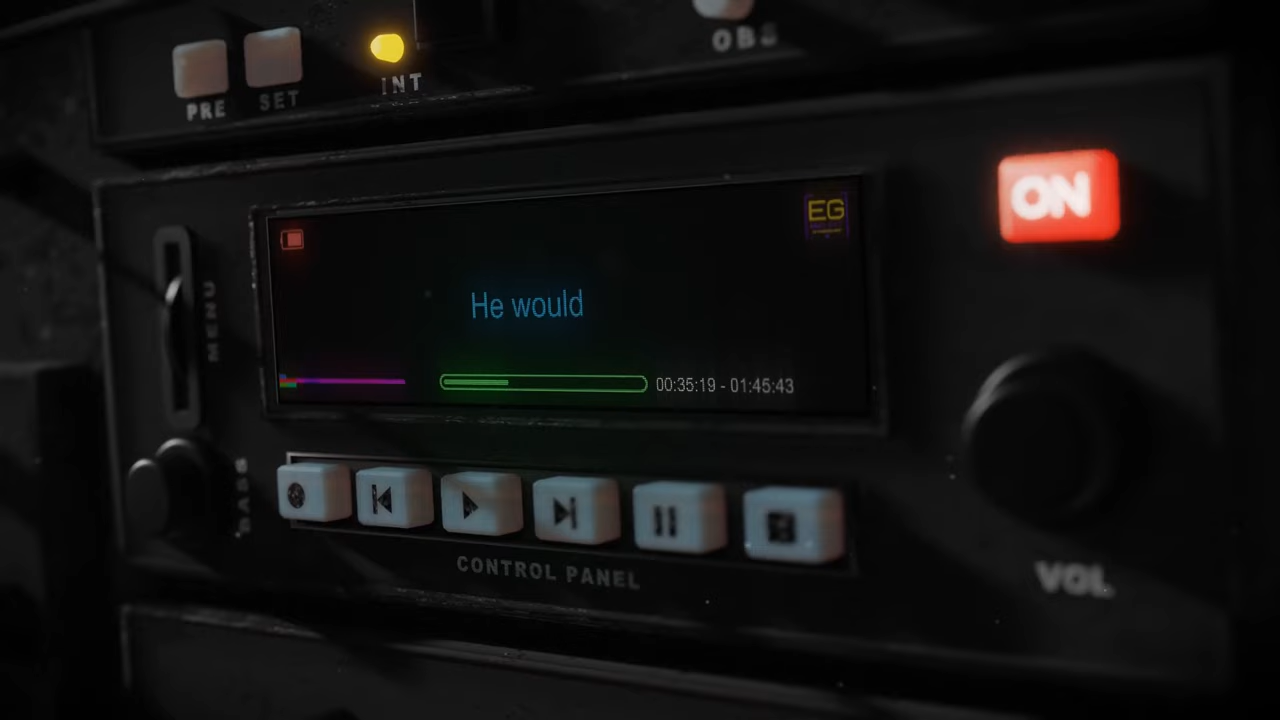 PRE
SET
INT
OBS
ON
EG
MENU
He would
00:35:19 - 01:45:43
BASS
CONTROL PANEL
VOL